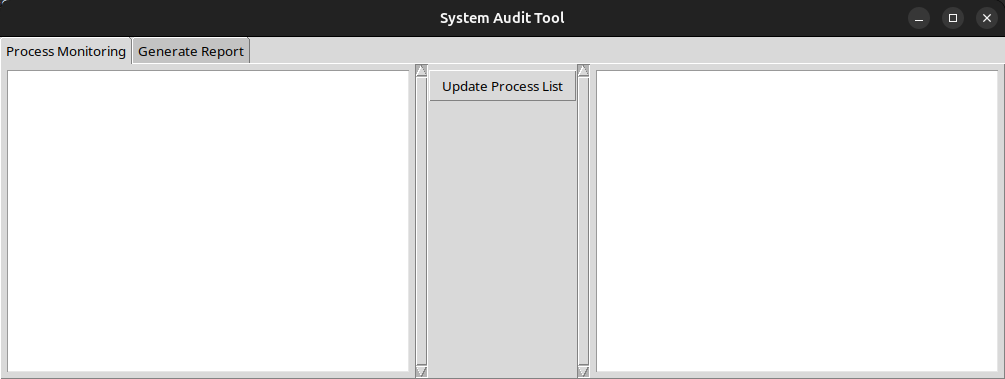 System Audit Tool
Process Monitoring
Generate Report
Update Process List